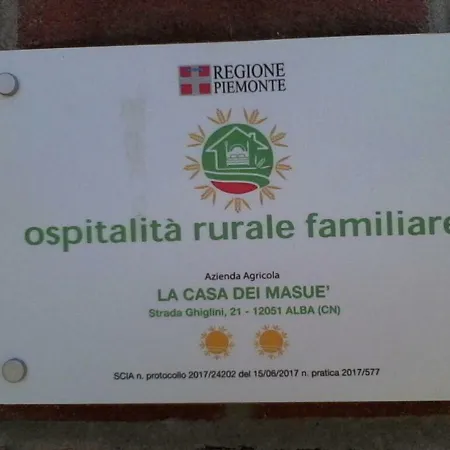 REGIONE
PIEMONTE
ospitalità rurale familiare
Azienda Agricola
LA CASA DEI MASUE'
Strada Ghiglini, 21 - 12051 ALBA (CN)
SCIA n. protocollo 2017/24202 del 15/06/2017 n. pratica 2017/577